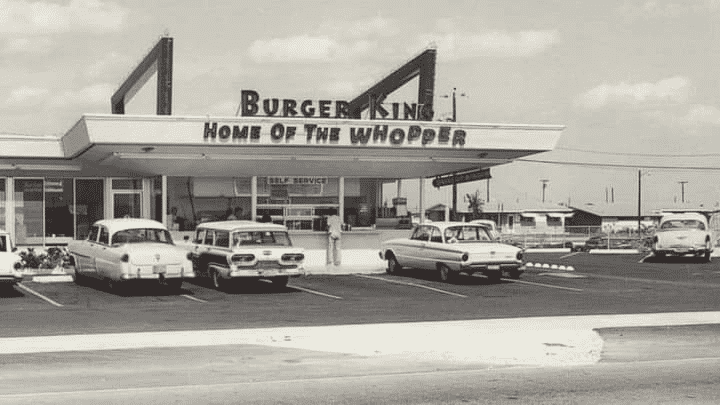 BURGER KING
HOME OF THE WHOPPER
SELF SERVICE